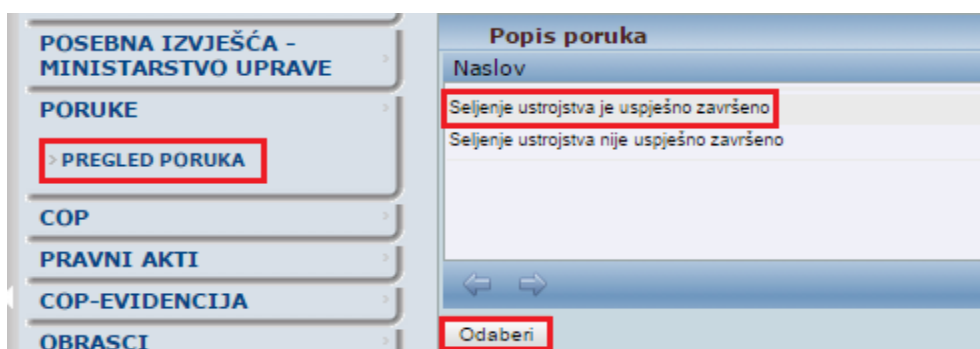 POSEBNA IZVJEŠĆA -
MINISTARSTVO UPRAVE
PORUKE
PREGLED PORUKA
COP
PRAVNI AKTI
COP-EVIDENCIJA
OBRASCI
Popis poruka
Naslov
Seljenje ustrojstva je uspješno završeno
Seljenje ustrojstva nije uspješno završeno
Odaberi